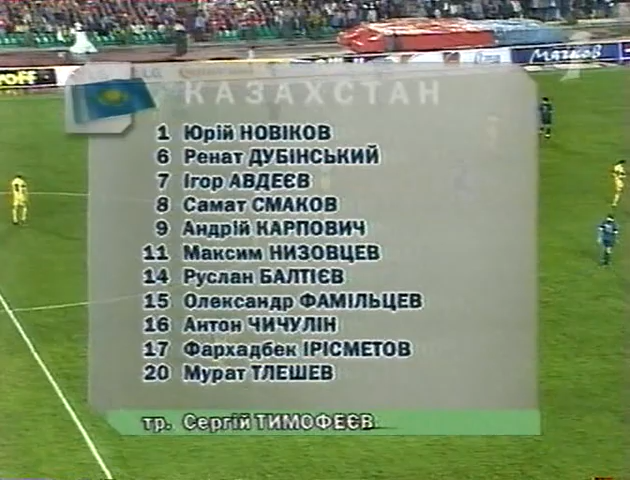 КАЗАХСТАН
1 Юрій НОВІКОВ
6 Ренат ДУБІНСЬКИЙ
7 Ігор АВДЕЄВ
8 Самат СМАКОВ
9 Андрій КАРПОВИЧ
11 Максим НИЗОВЦЕВ
14 Руслан БАЛТІЄВ
15 Олександр ФАМІЛЬЦЕВ
16 Антон ЧИЧУЛІН
17 Фархадбек ІРІСМЕТОВ
20 Мурат ТЛЕШЕВ
тр. Сергій ТИМОФЕЄВ